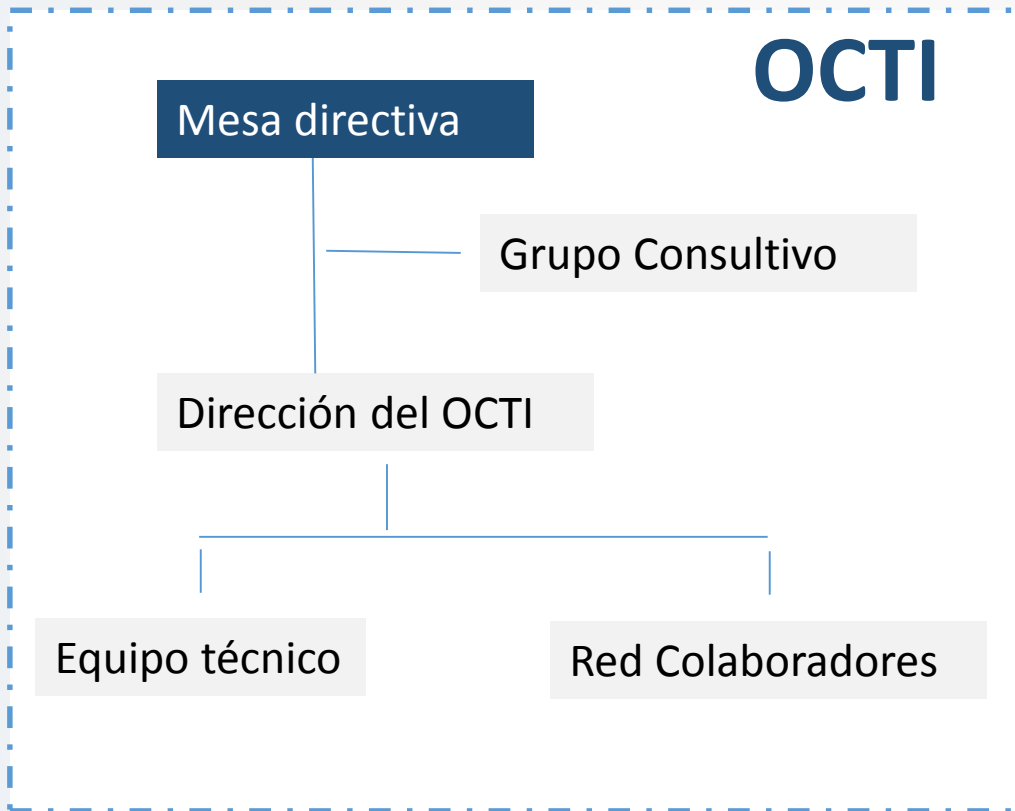 OCTI
Mesa directiva
Grupo Consultivo
Dirección del OCTI
Equipo técnico
Red Colaboradores